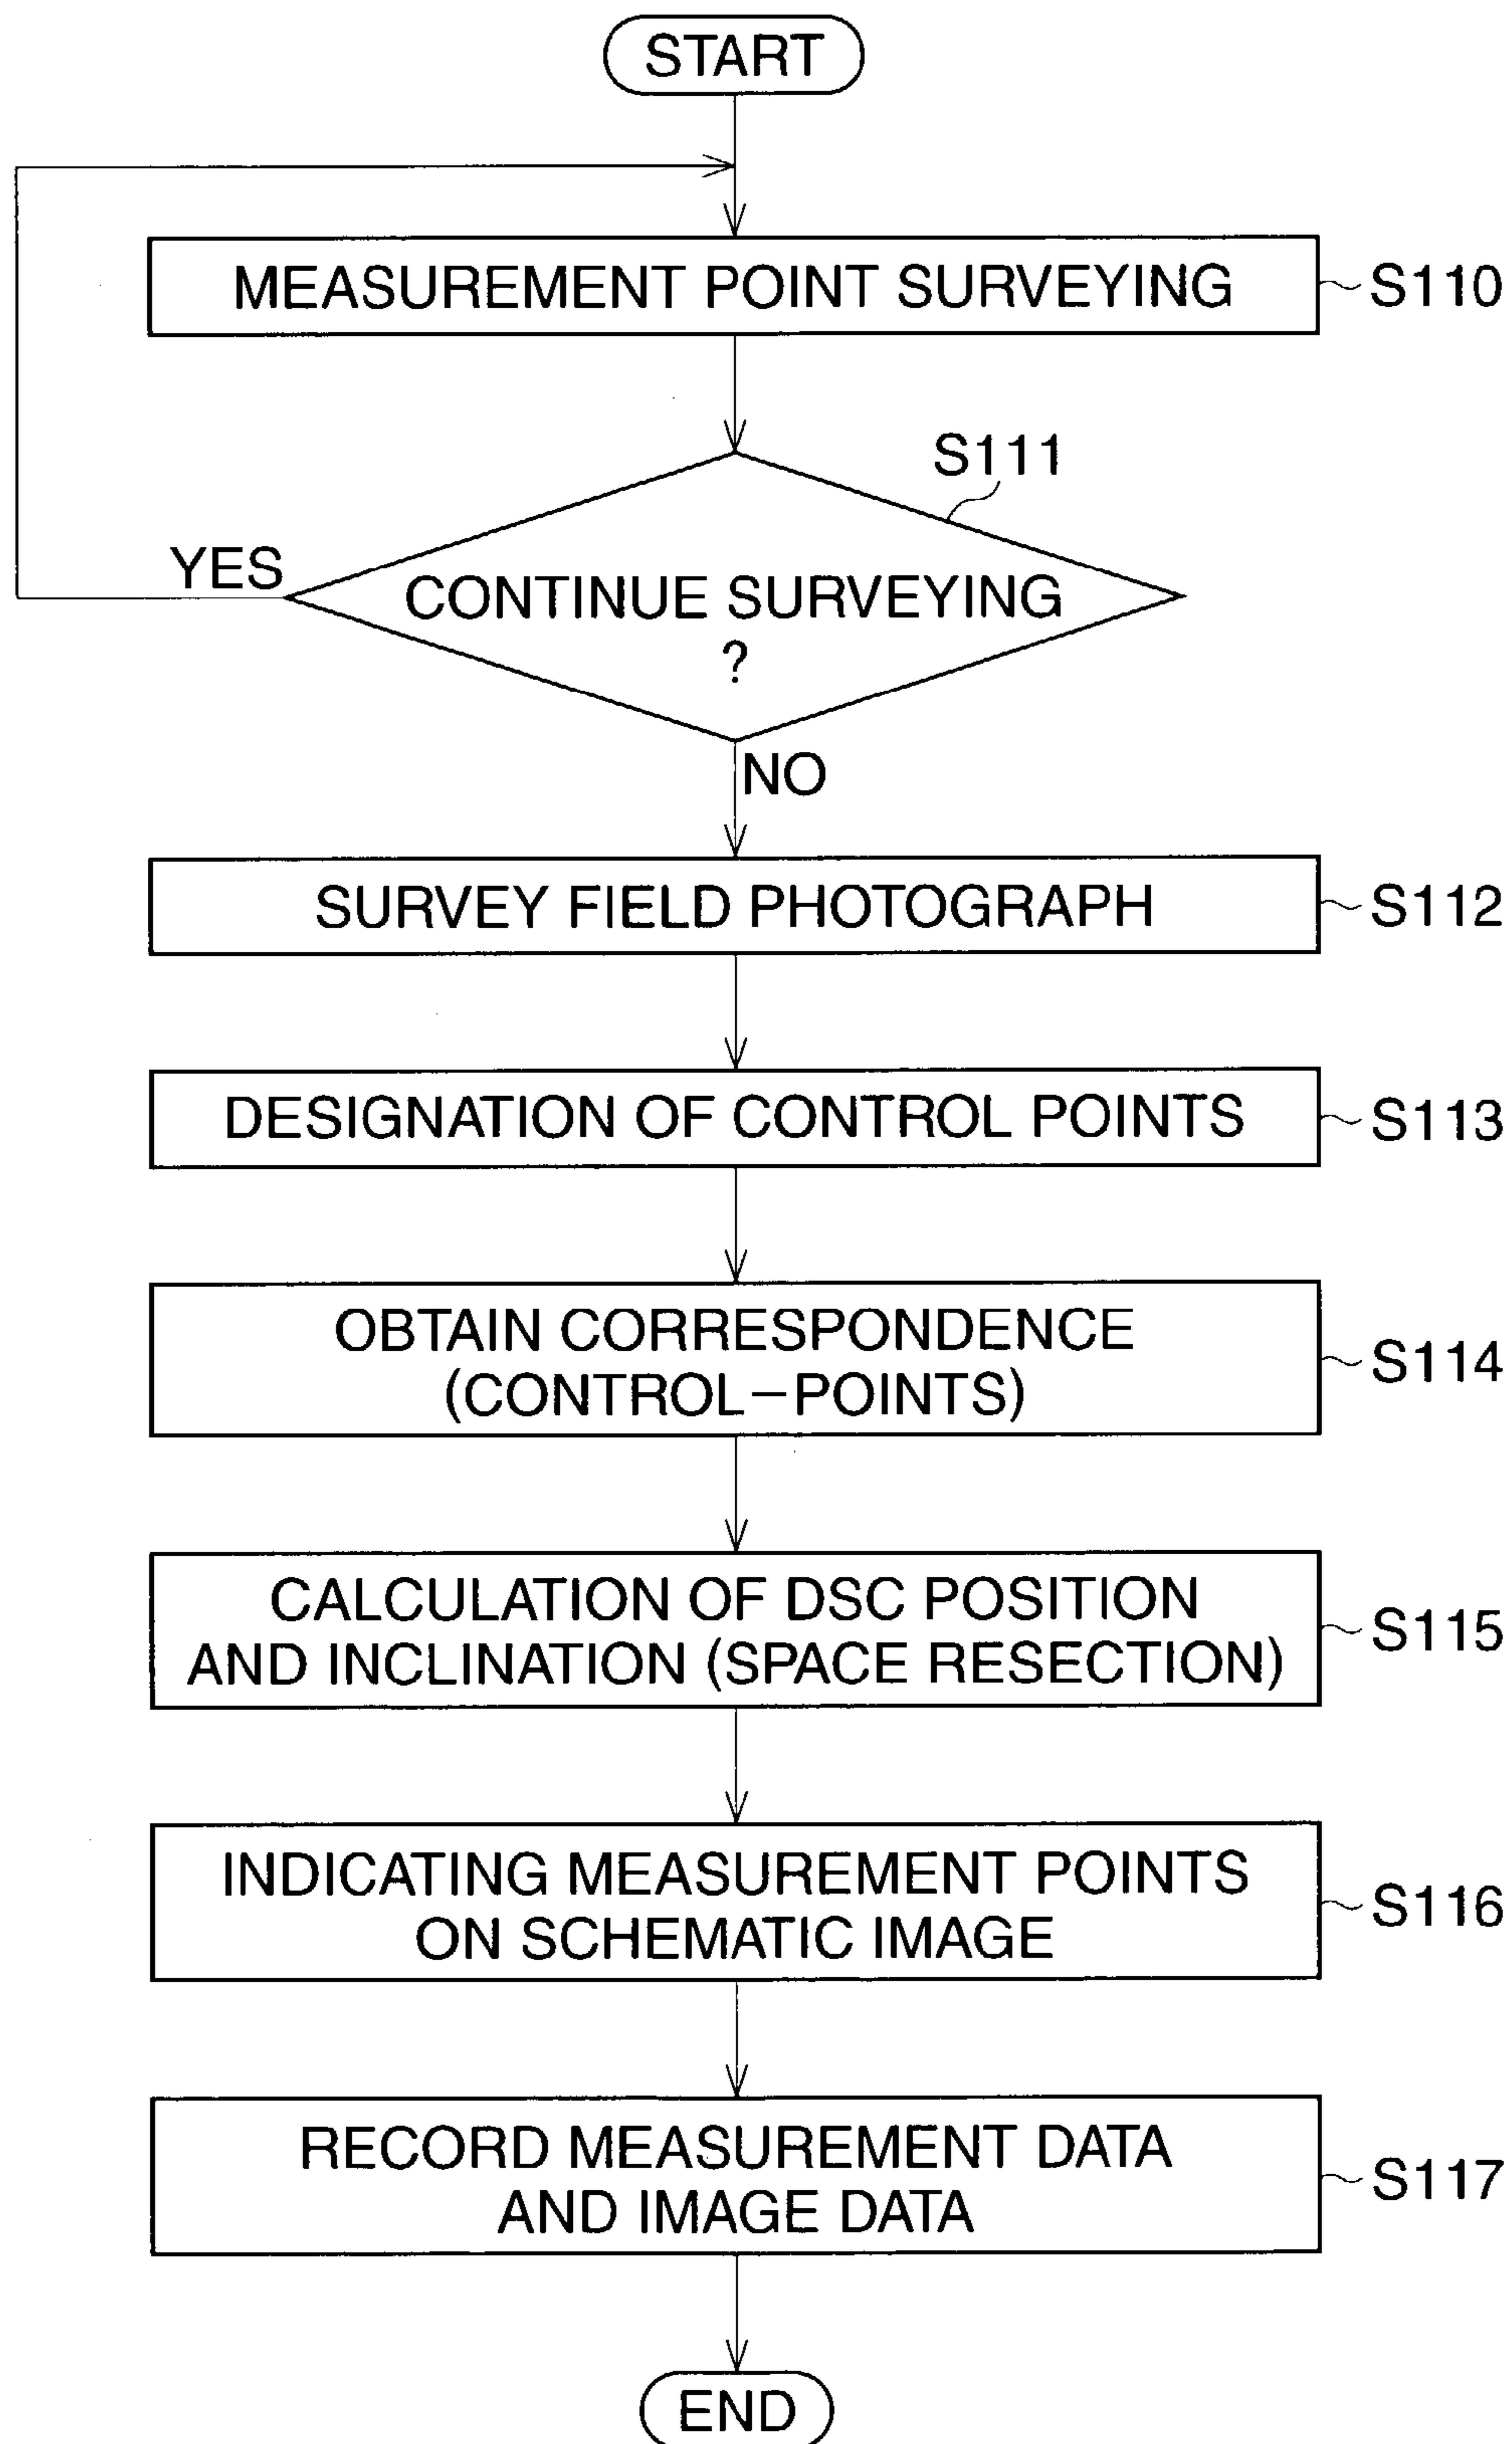 START
MEASUREMENT POINT SURVEYING
S110
S111
YES
CONTINUE SURVEYING
?
NO
SURVEY FIELD PHOTOGRAPH
S112
DESIGNATION OF CONTROL POINTS
S113
OBTAIN CORRESPONDENCE
(CONTROL-POINTS)
S114
CALCULATION OF DSC POSITION
AND INCLINATION (SPACE RESECTION)
S115
INDICATING MEASUREMENT POINTS
ON SCHEMATIC IMAGE
S116
RECORD MEASUREMENT DATA
AND IMAGE DATA
S117
END